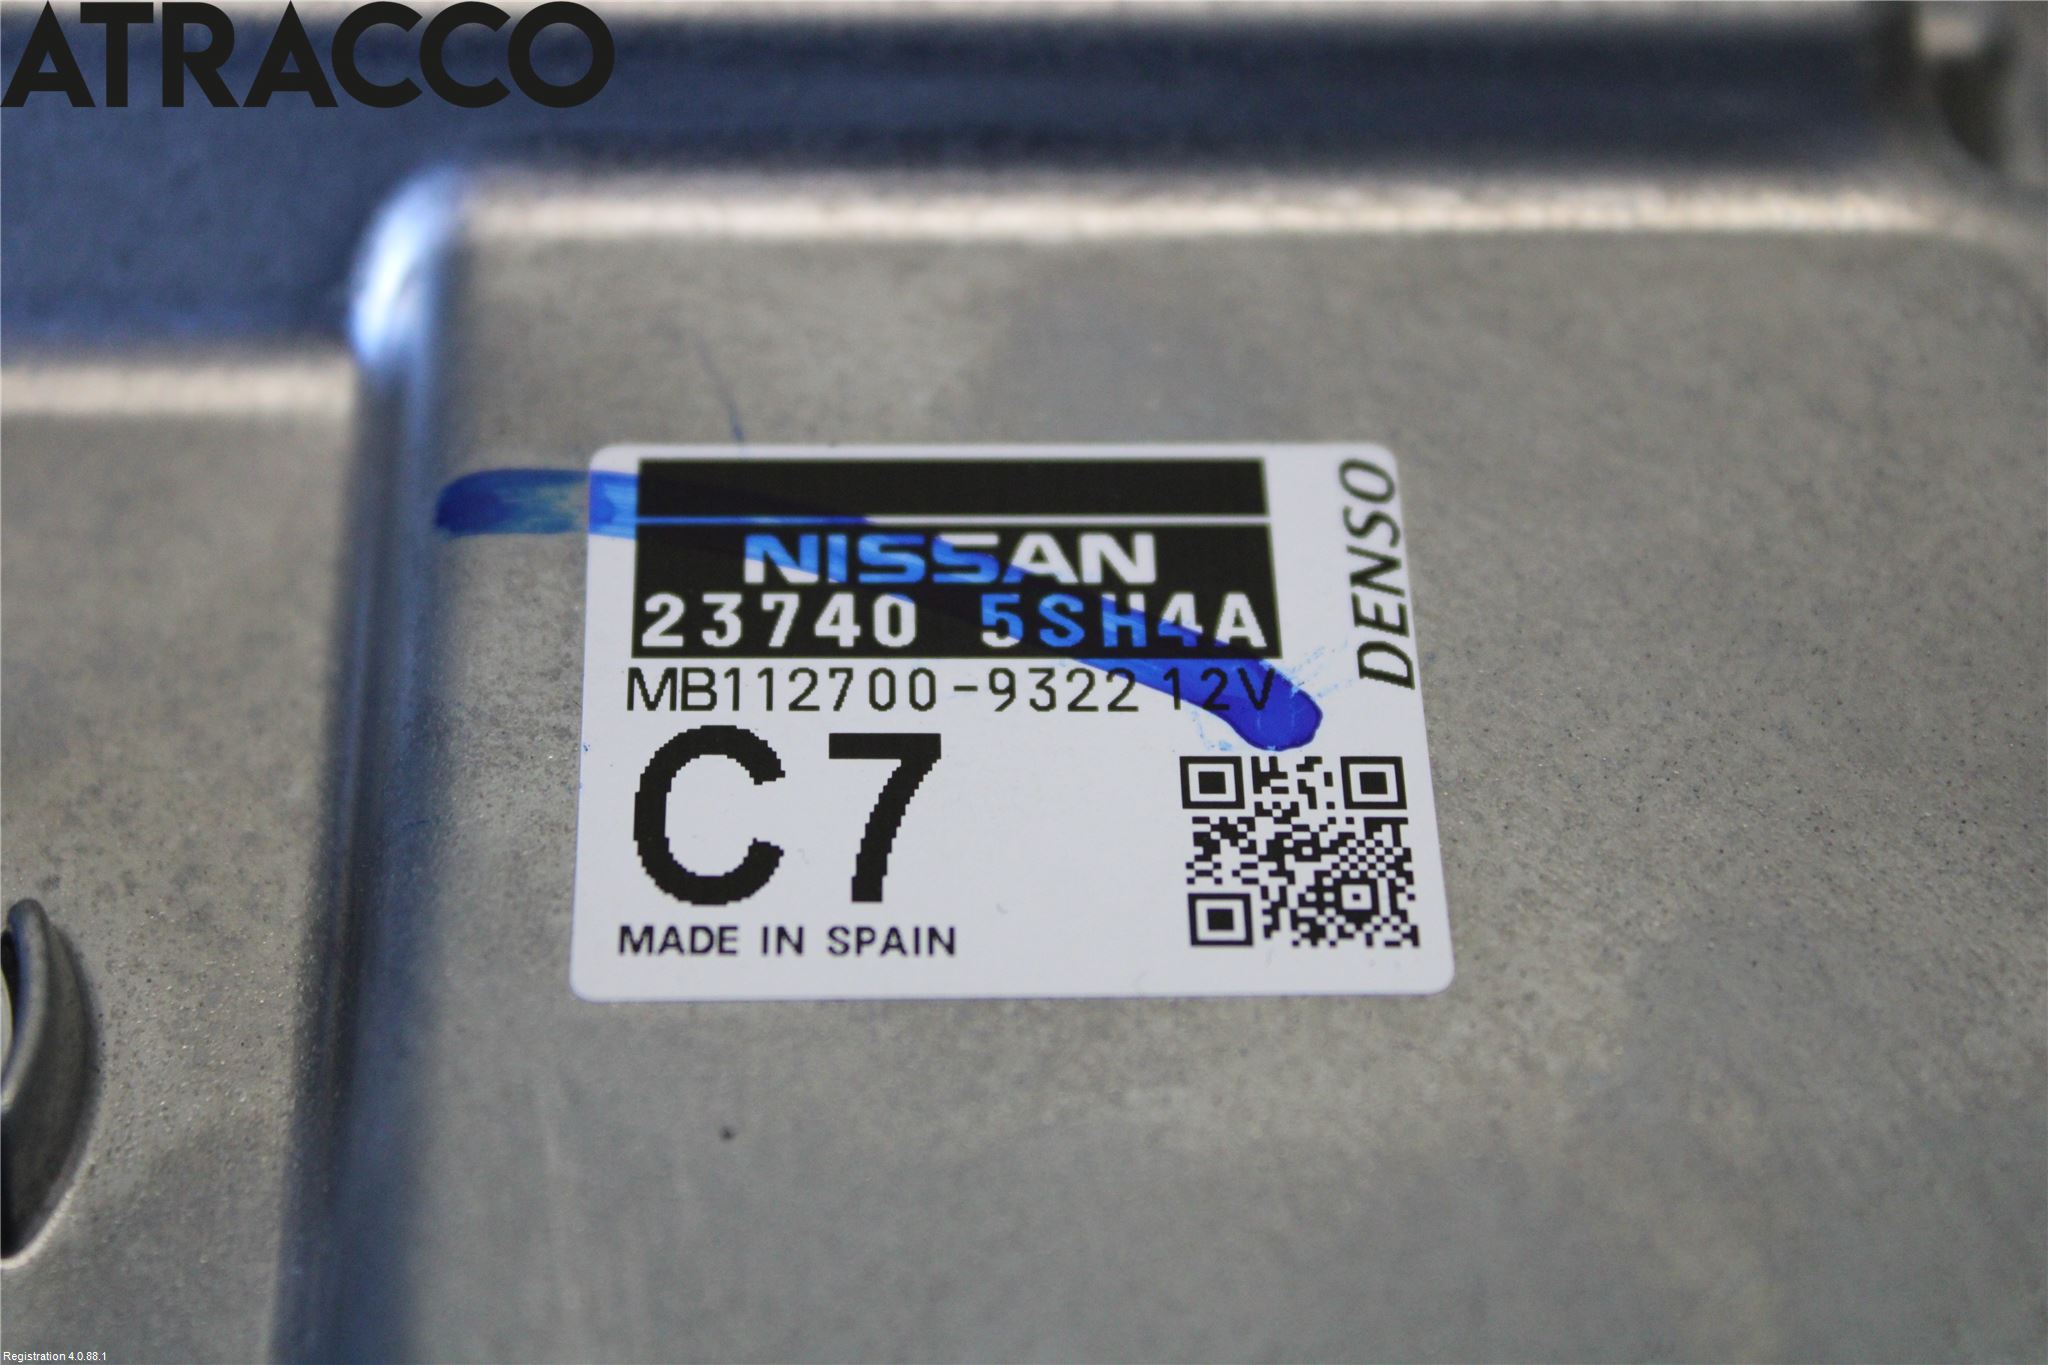 ATRACCO
NISSAN
23740 5SH4A
MB112700-9322 12V
DENSO
C7
MADE IN SPAIN
Registration 4.0.88.1